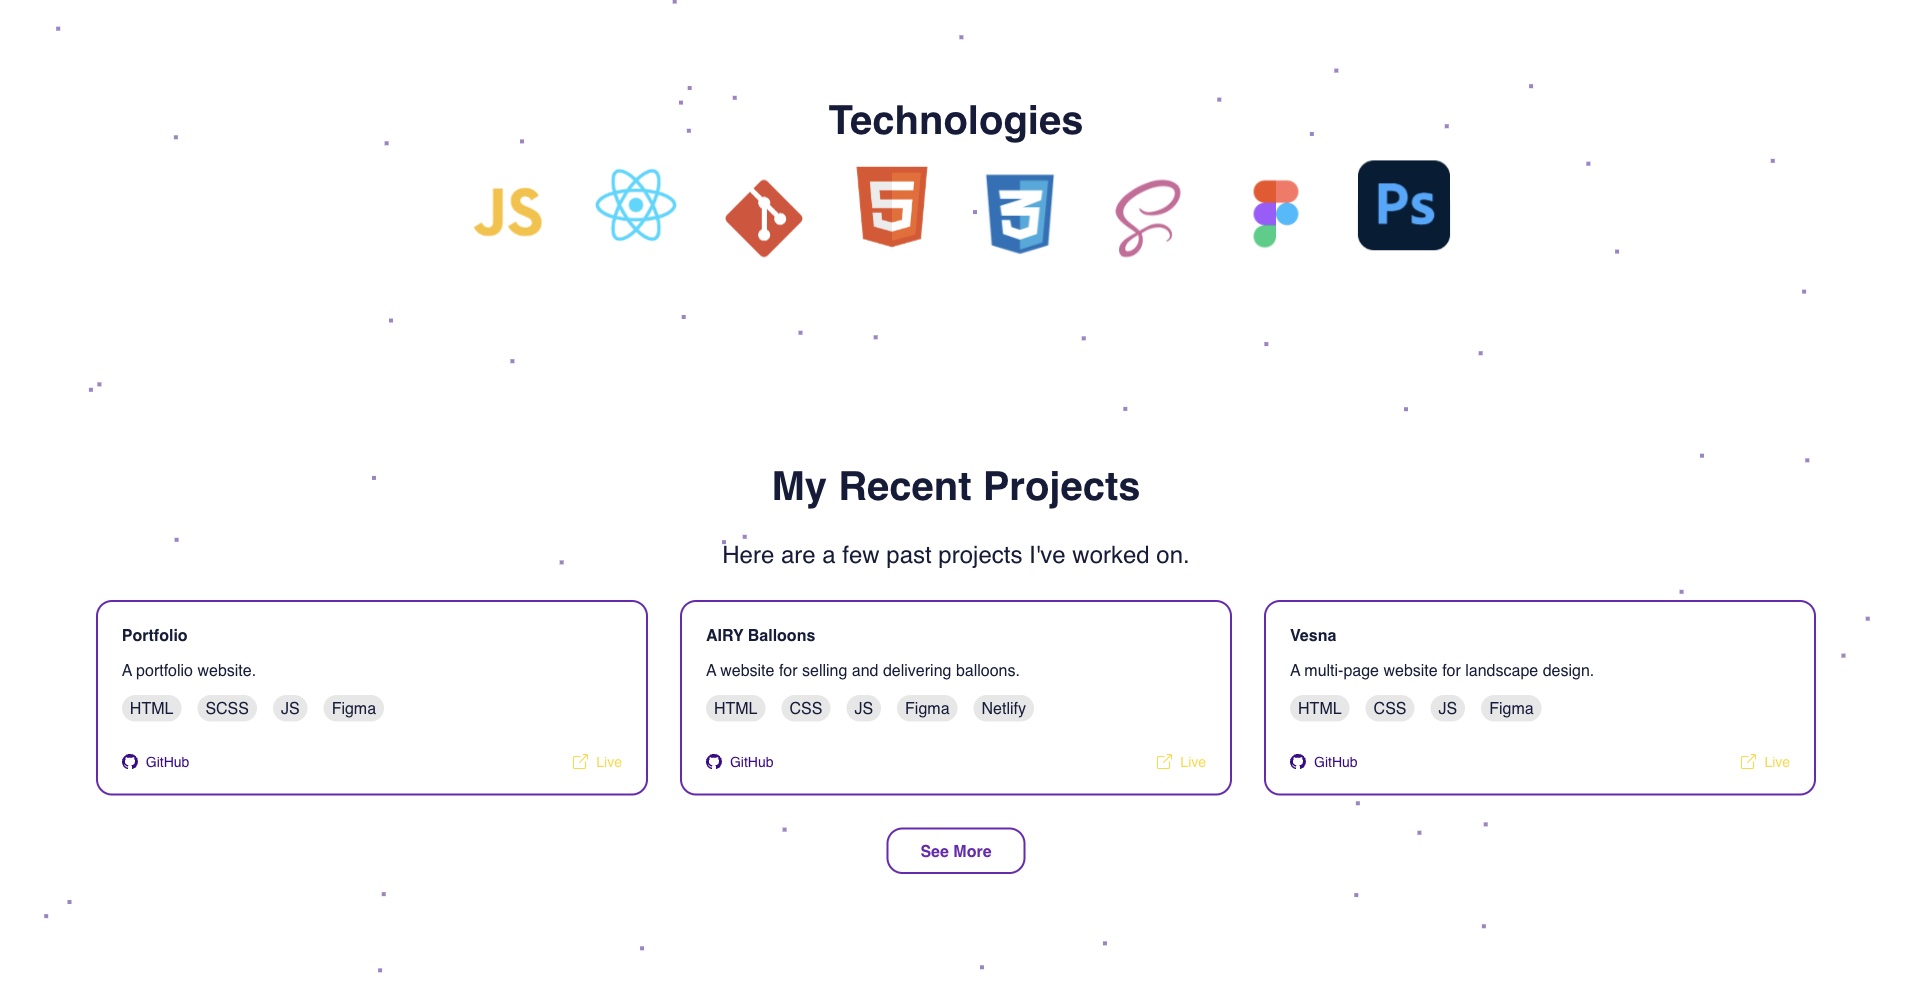 Technologies
JS 5 3 Ps
My Recent Projects
Here are a few past projects I've worked on.
Portfolio
A portfolio website.
HTML SCSS JS Figma
GitHub Live
AIRY Balloons
A website for selling and delivering balloons.
HTML CSS JS Figma Netlify
GitHub Live
Vesna
A multi-page website for landscape design.
HTML CSS JS Figma
GitHub Live
See More